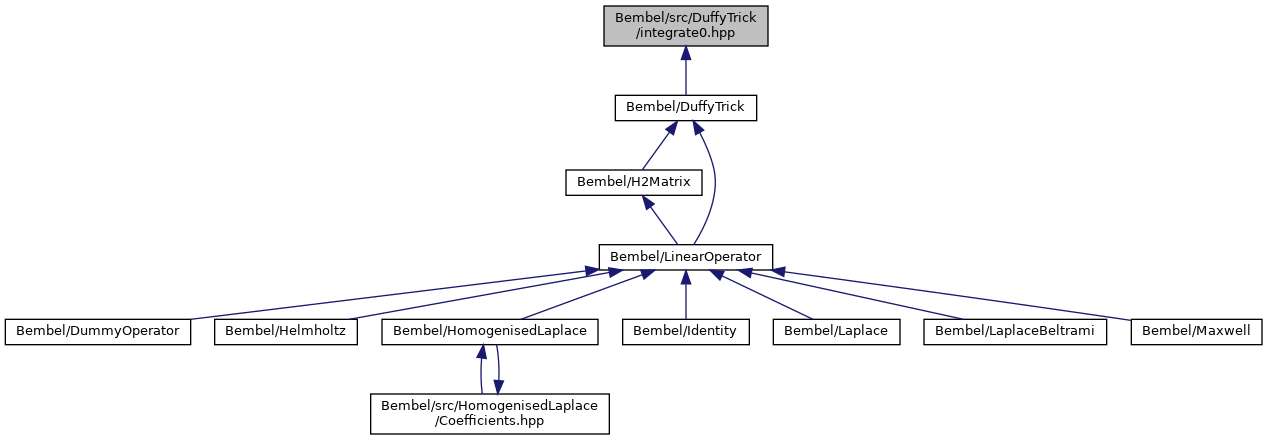 Bembel/src/DuffyTrick
/integrate0.hpp
Bembel/DuffyTrick
Bembel/H2Matrix
Bembel/LinearOperator
Bembel/DummyOperator
Bembel/Helmholtz
Bembel/HomogenisedLaplace
Bembel/Identity
Bembel/Laplace
Bembel/LaplaceBeltrami
Bembel/Maxwell
Bembel/src/HomogenisedLaplace
/Coefficients.hpp